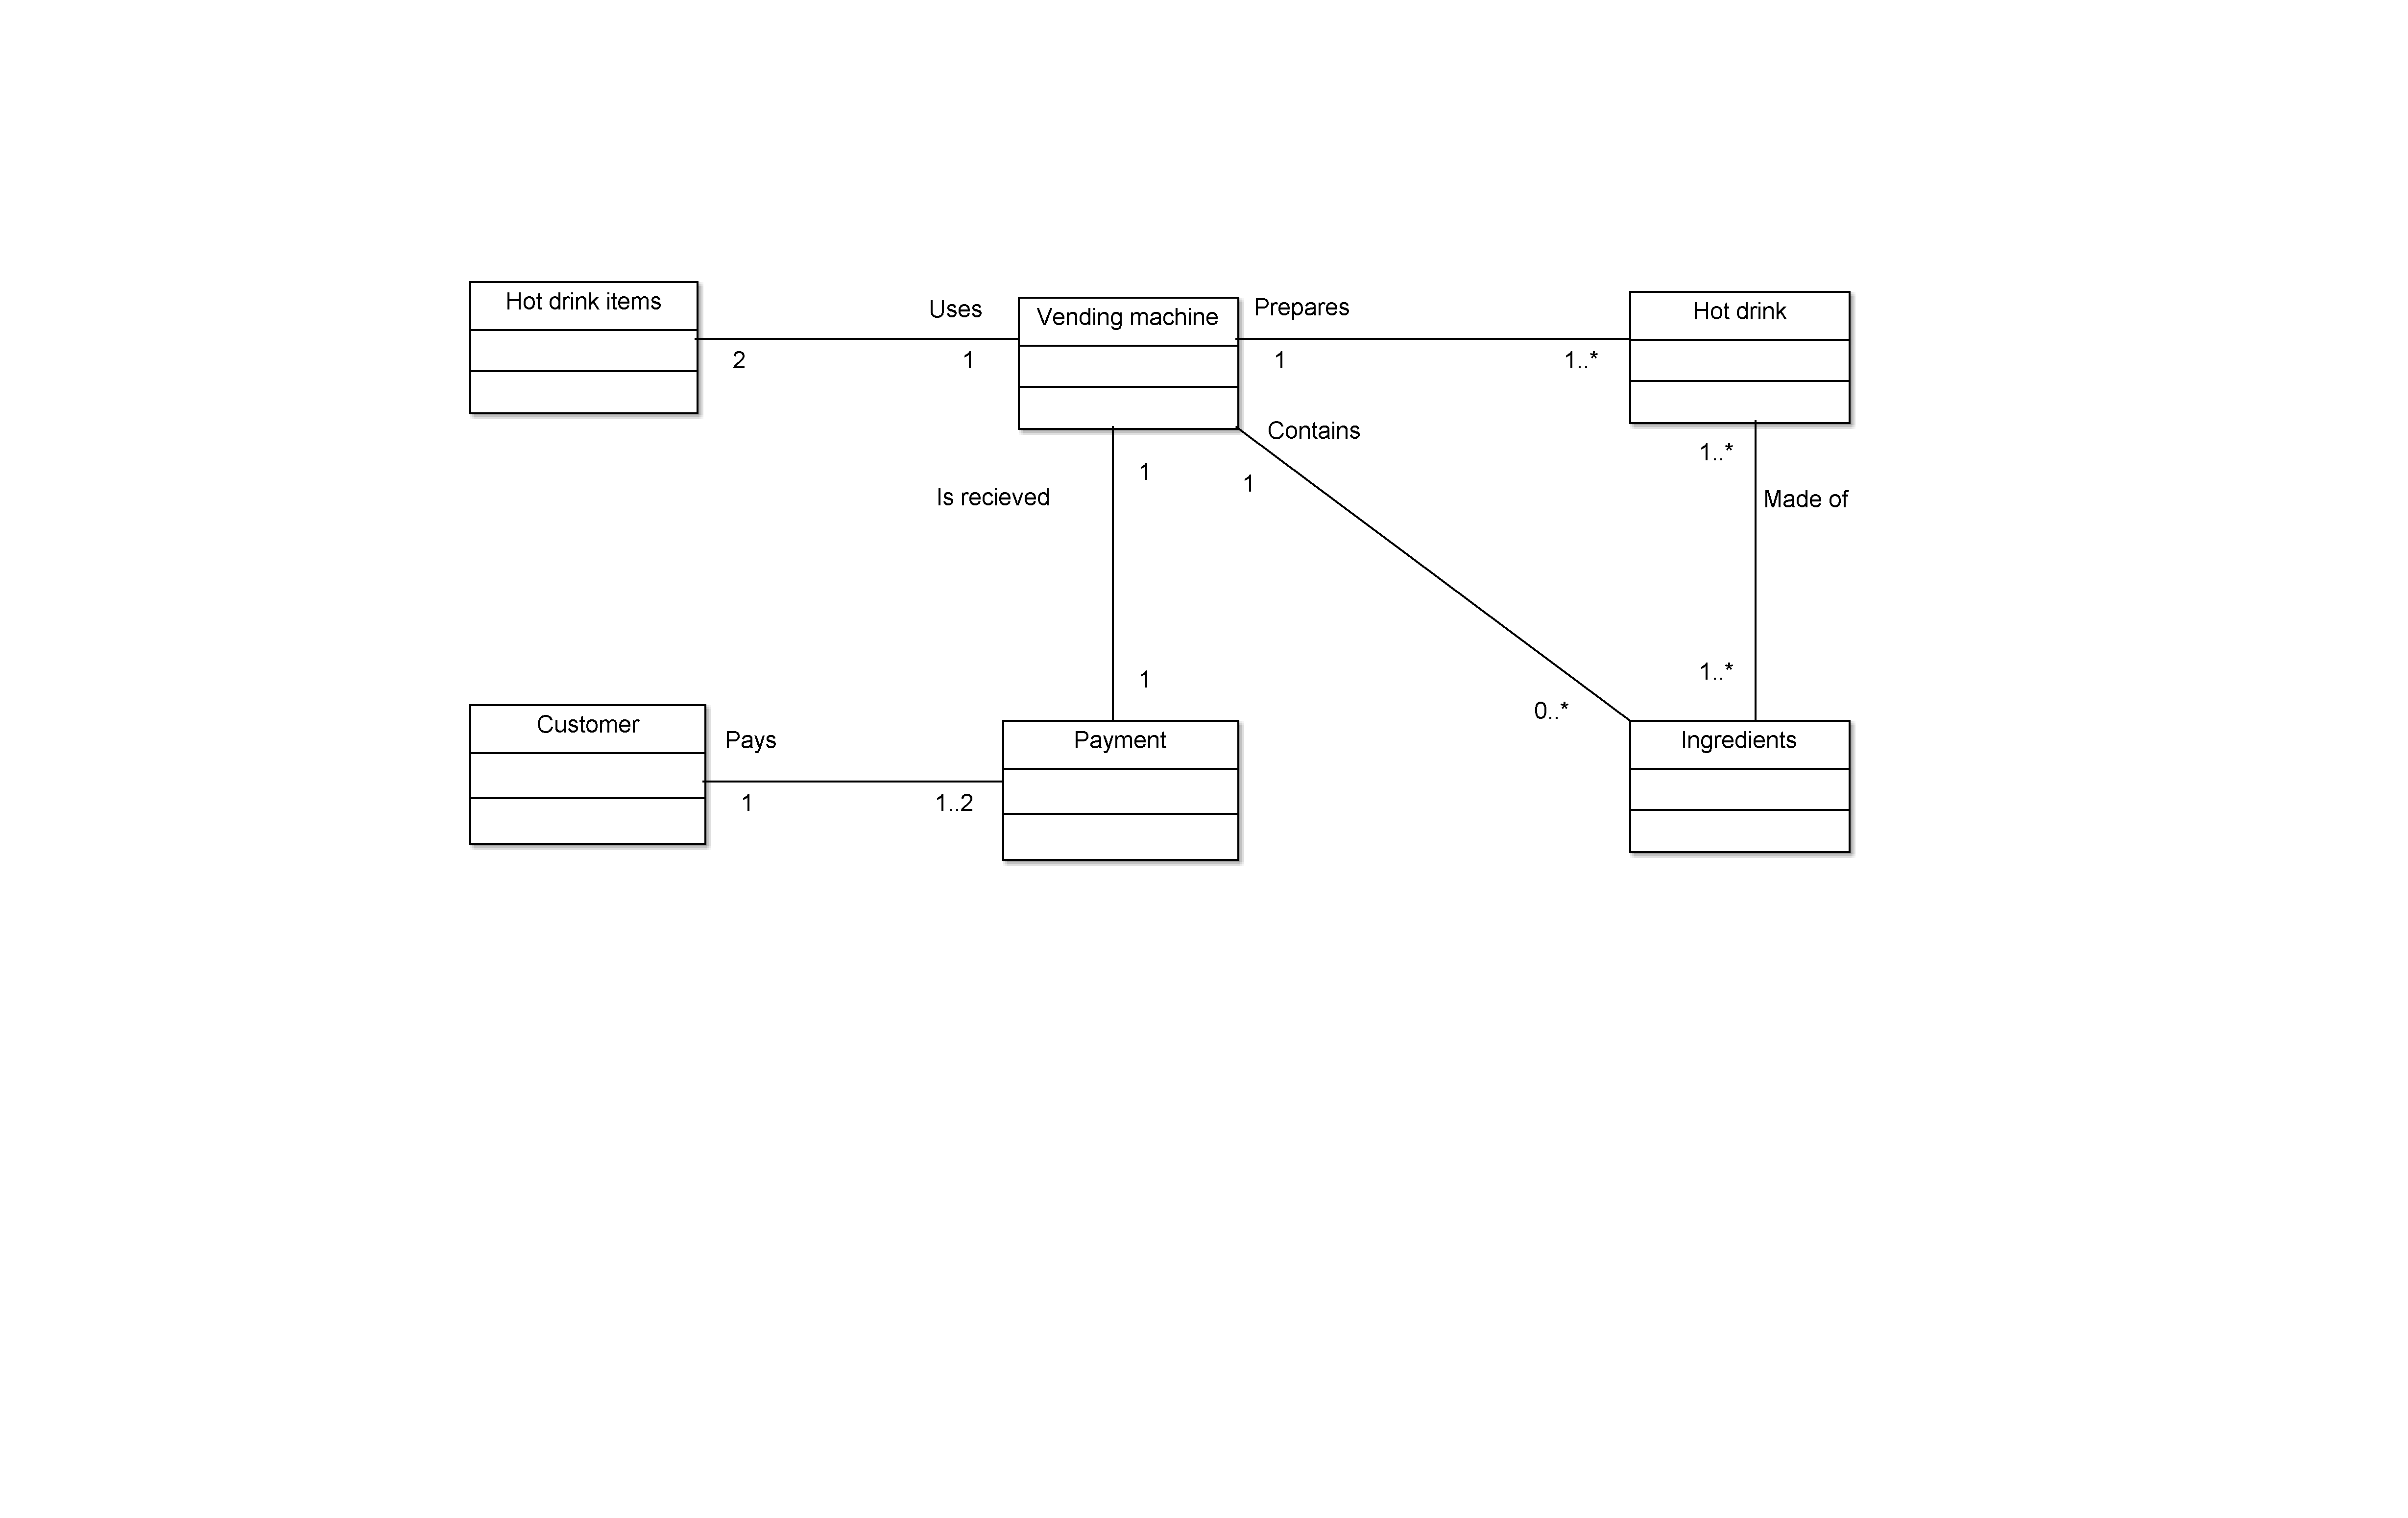 Hot drink items
Uses
Vending machine
Prepares
Hot drink
2
1
1
1..*
Contains
1
1
1..*
Is recieved
Made of
1
0..*
1..*
Customer
Pays
Payment
Ingredients
1
1..2